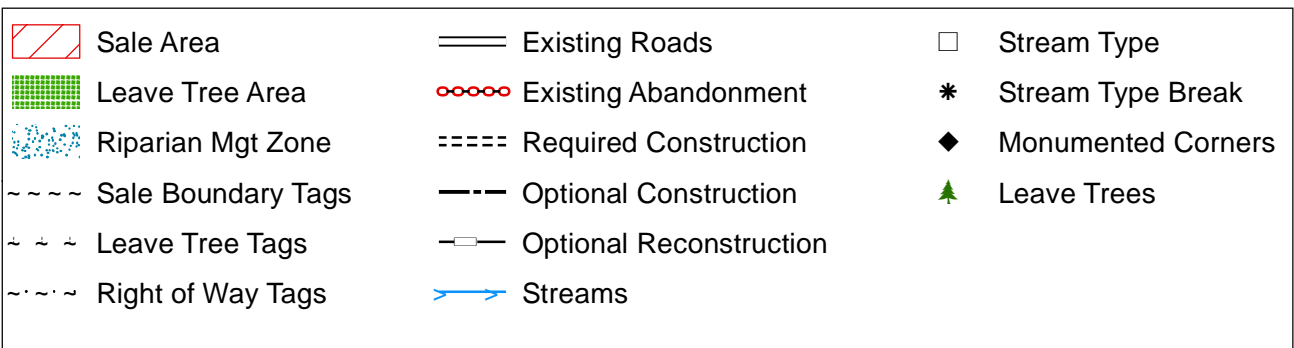 Sale Area
Leave Tree Area
Riparian Mgt Zone
Sale Boundary Tags
Leave Tree Tags
Right of Way Tags
Existing Roads
Existing Abandonment
Required Construction
Optional Construction
Optional Reconstruction
Streams
Stream Type
Stream Type Break
Monumented Corners
Leave Trees